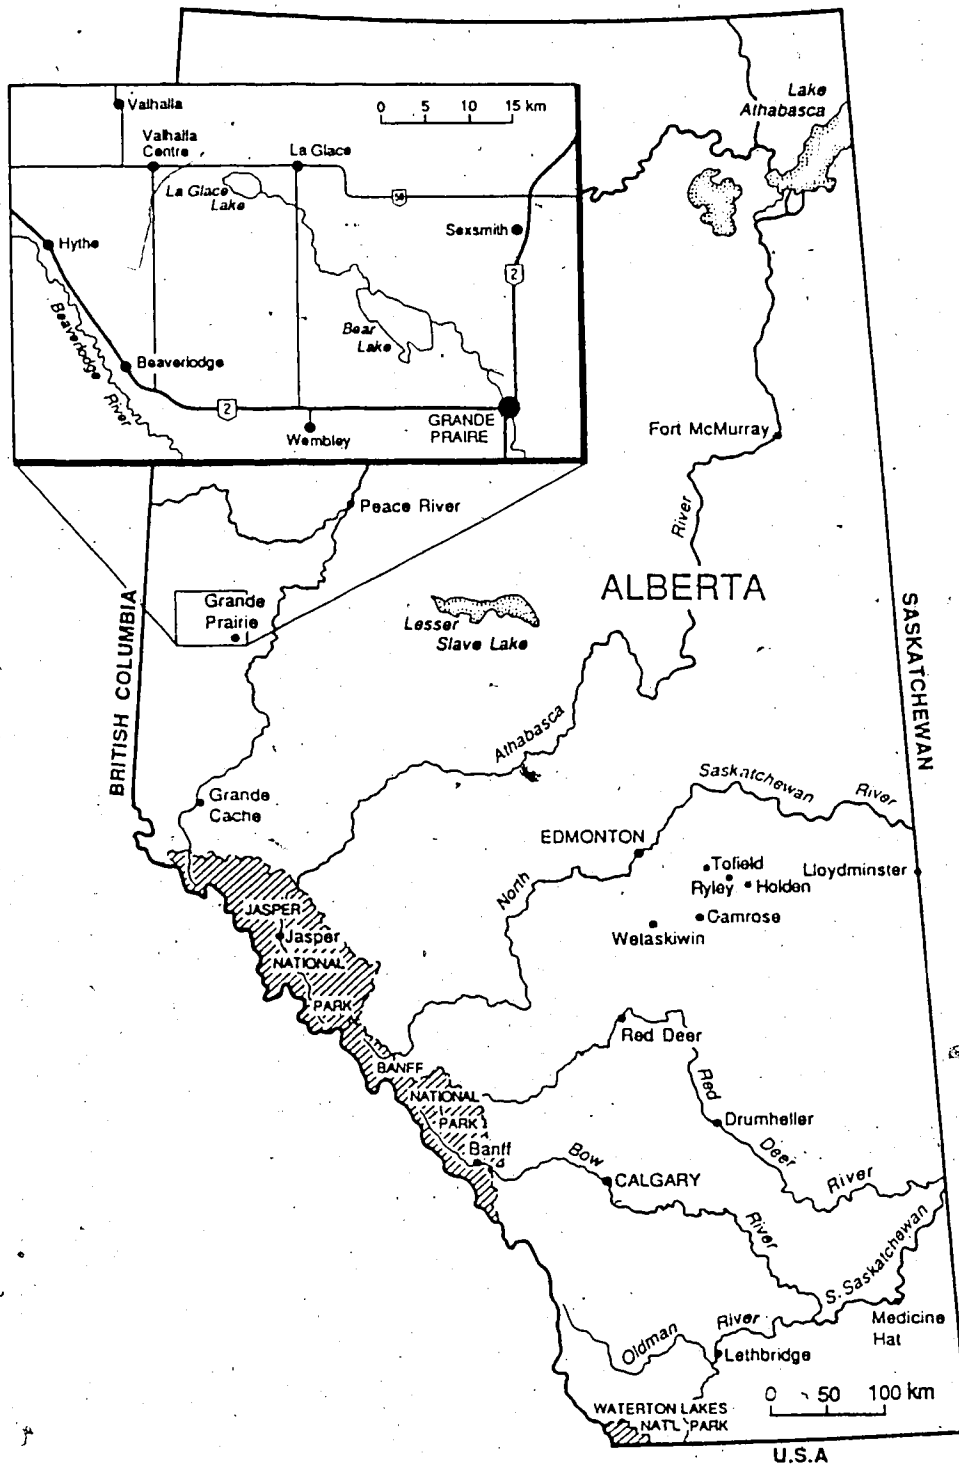 Lake
Athabasca
Valhalla
0 5 10 15 km
Valhalla
Centre
La Glace
La Glace
Lake
59
Sexsmith
Hythe
2
Bear
Lake
Beaverlodge
River
Beaverlodge
2
GRANDE
PRAIRE
Wembley
Fort McMurray
Peace River
River
ALBERTA
Grande
Prairie
Lesser
Slave Lake
BRITISH COLUMBIA
SASKATCHEWAN
Athabasca
Grande
Cache
Saskatchewan
River
EDMONTON
Tofield
Lloydminster
Ryley
Holden
North
Camrose
Wetaskiwin
JASPER
Jasper
NATIONAL
PARK
Red Deer
BANFF
NATIONAL
PARK
Banff
Red
Deer
River
Drumheller
Bow
River
CALGARY
S. Saskatchewan
Medicine
Hat
Oldman
River
Lethbridge
0 50 100 km
WATERTON LAKES
NAT'L PARK
U.S.A